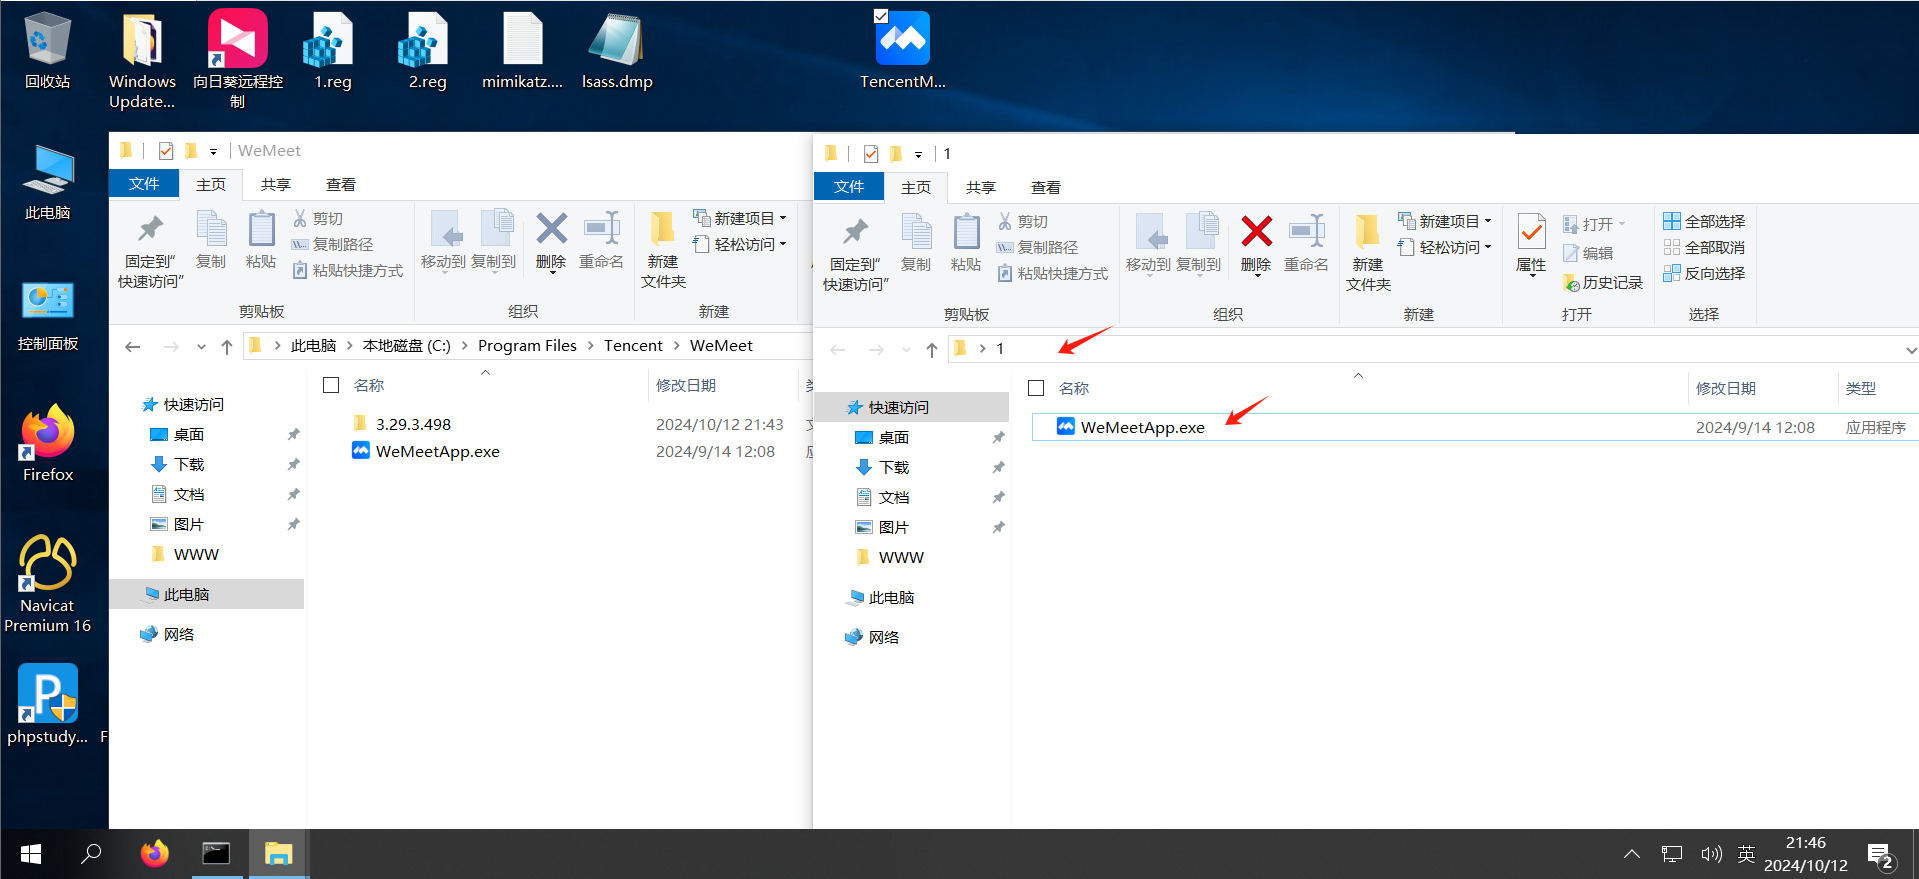 回收站
Windows
Update...
向日葵远程控
制
1.reg
2.reg
mimikatz....
lsass.dmp
TencentM...
此电脑
控制面板
Firefox
Navicat
Premium 16
phpstudy...
F
WeMeet
文件
主页
共享
查看
固定到"
快速访问"
复制
粘贴
剪切
复制路径
粘贴快捷方式
剪贴板
移动到
复制到
删除
重命名
组织
新建
文件夹
新建项目
轻松访问
新建
此电脑
本地磁盘 (C:)
Program Files
Tencent
WeMeet
名称
修改日期
快速访问
桌面
下载
文档
图片
WWW
此电脑
网络
3.29.3.498
2024/10/12 21:43
WeMeetApp.exe
2024/9/14 12:08
1
文件
主页
共享
查看
固定到"
快速访问"
复制
粘贴
剪切
复制路径
粘贴快捷方式
剪贴板
移动到
复制到
删除
重命名
组织
新建
文件夹
新建项目
轻松访问
新建
属性
打开
编辑
历史记录
打开
全部选择
全部取消
反向选择
选择
1
名称
修改日期
类型
快速访问
桌面
下载
文档
图片
WWW
此电脑
网络
WeMeetApp.exe
2024/9/14 12:08
应用程序
英
21:46
2024/10/12
2